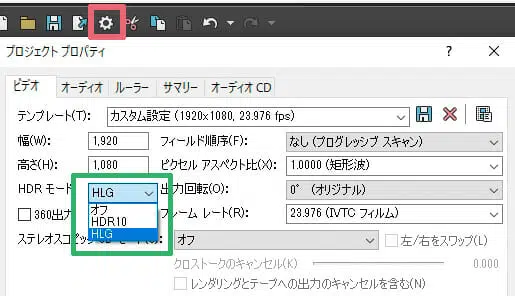 プロジェクト プロパティ
ビデオ オーディオ ルーラー サマリー オーディオ CD
テンプレート(T): カスタム設定 (1920x1080, 23.976 fps)
幅(W): 1,920 フィールド順序(F): なし (プログレッシブ スキャン)
高さ(H): 1,080 ピクセル アスペクト比(X): 1.0000 (矩形波)
HDR モード HLG 出力回転(O): 0° (オリジナル)
オフ
360出力 HDR10 フレーム レート(R): 23.976 (IVTC フィルム)
HLG
ステレオスコピック オフ 左/右をスワップ(L)
クロストークのキャンセル(K) 0.000
レンダリングとテープへの出力のキャンセルを含む(N)